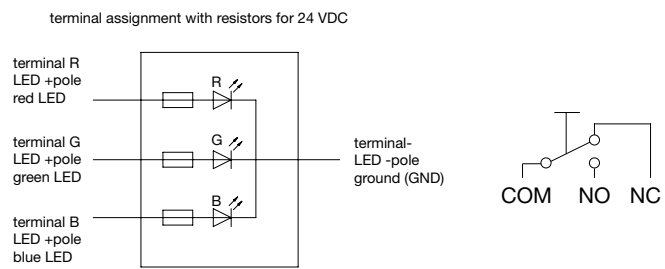 terminal assignment with resistors for 24 VDC
terminal R
LED +pole
red LED
R
terminal G
LED +pole
green LED
G
terminal B
LED +pole
blue LED
B
terminal-
LED -pole
ground (GND)
COM NO NC